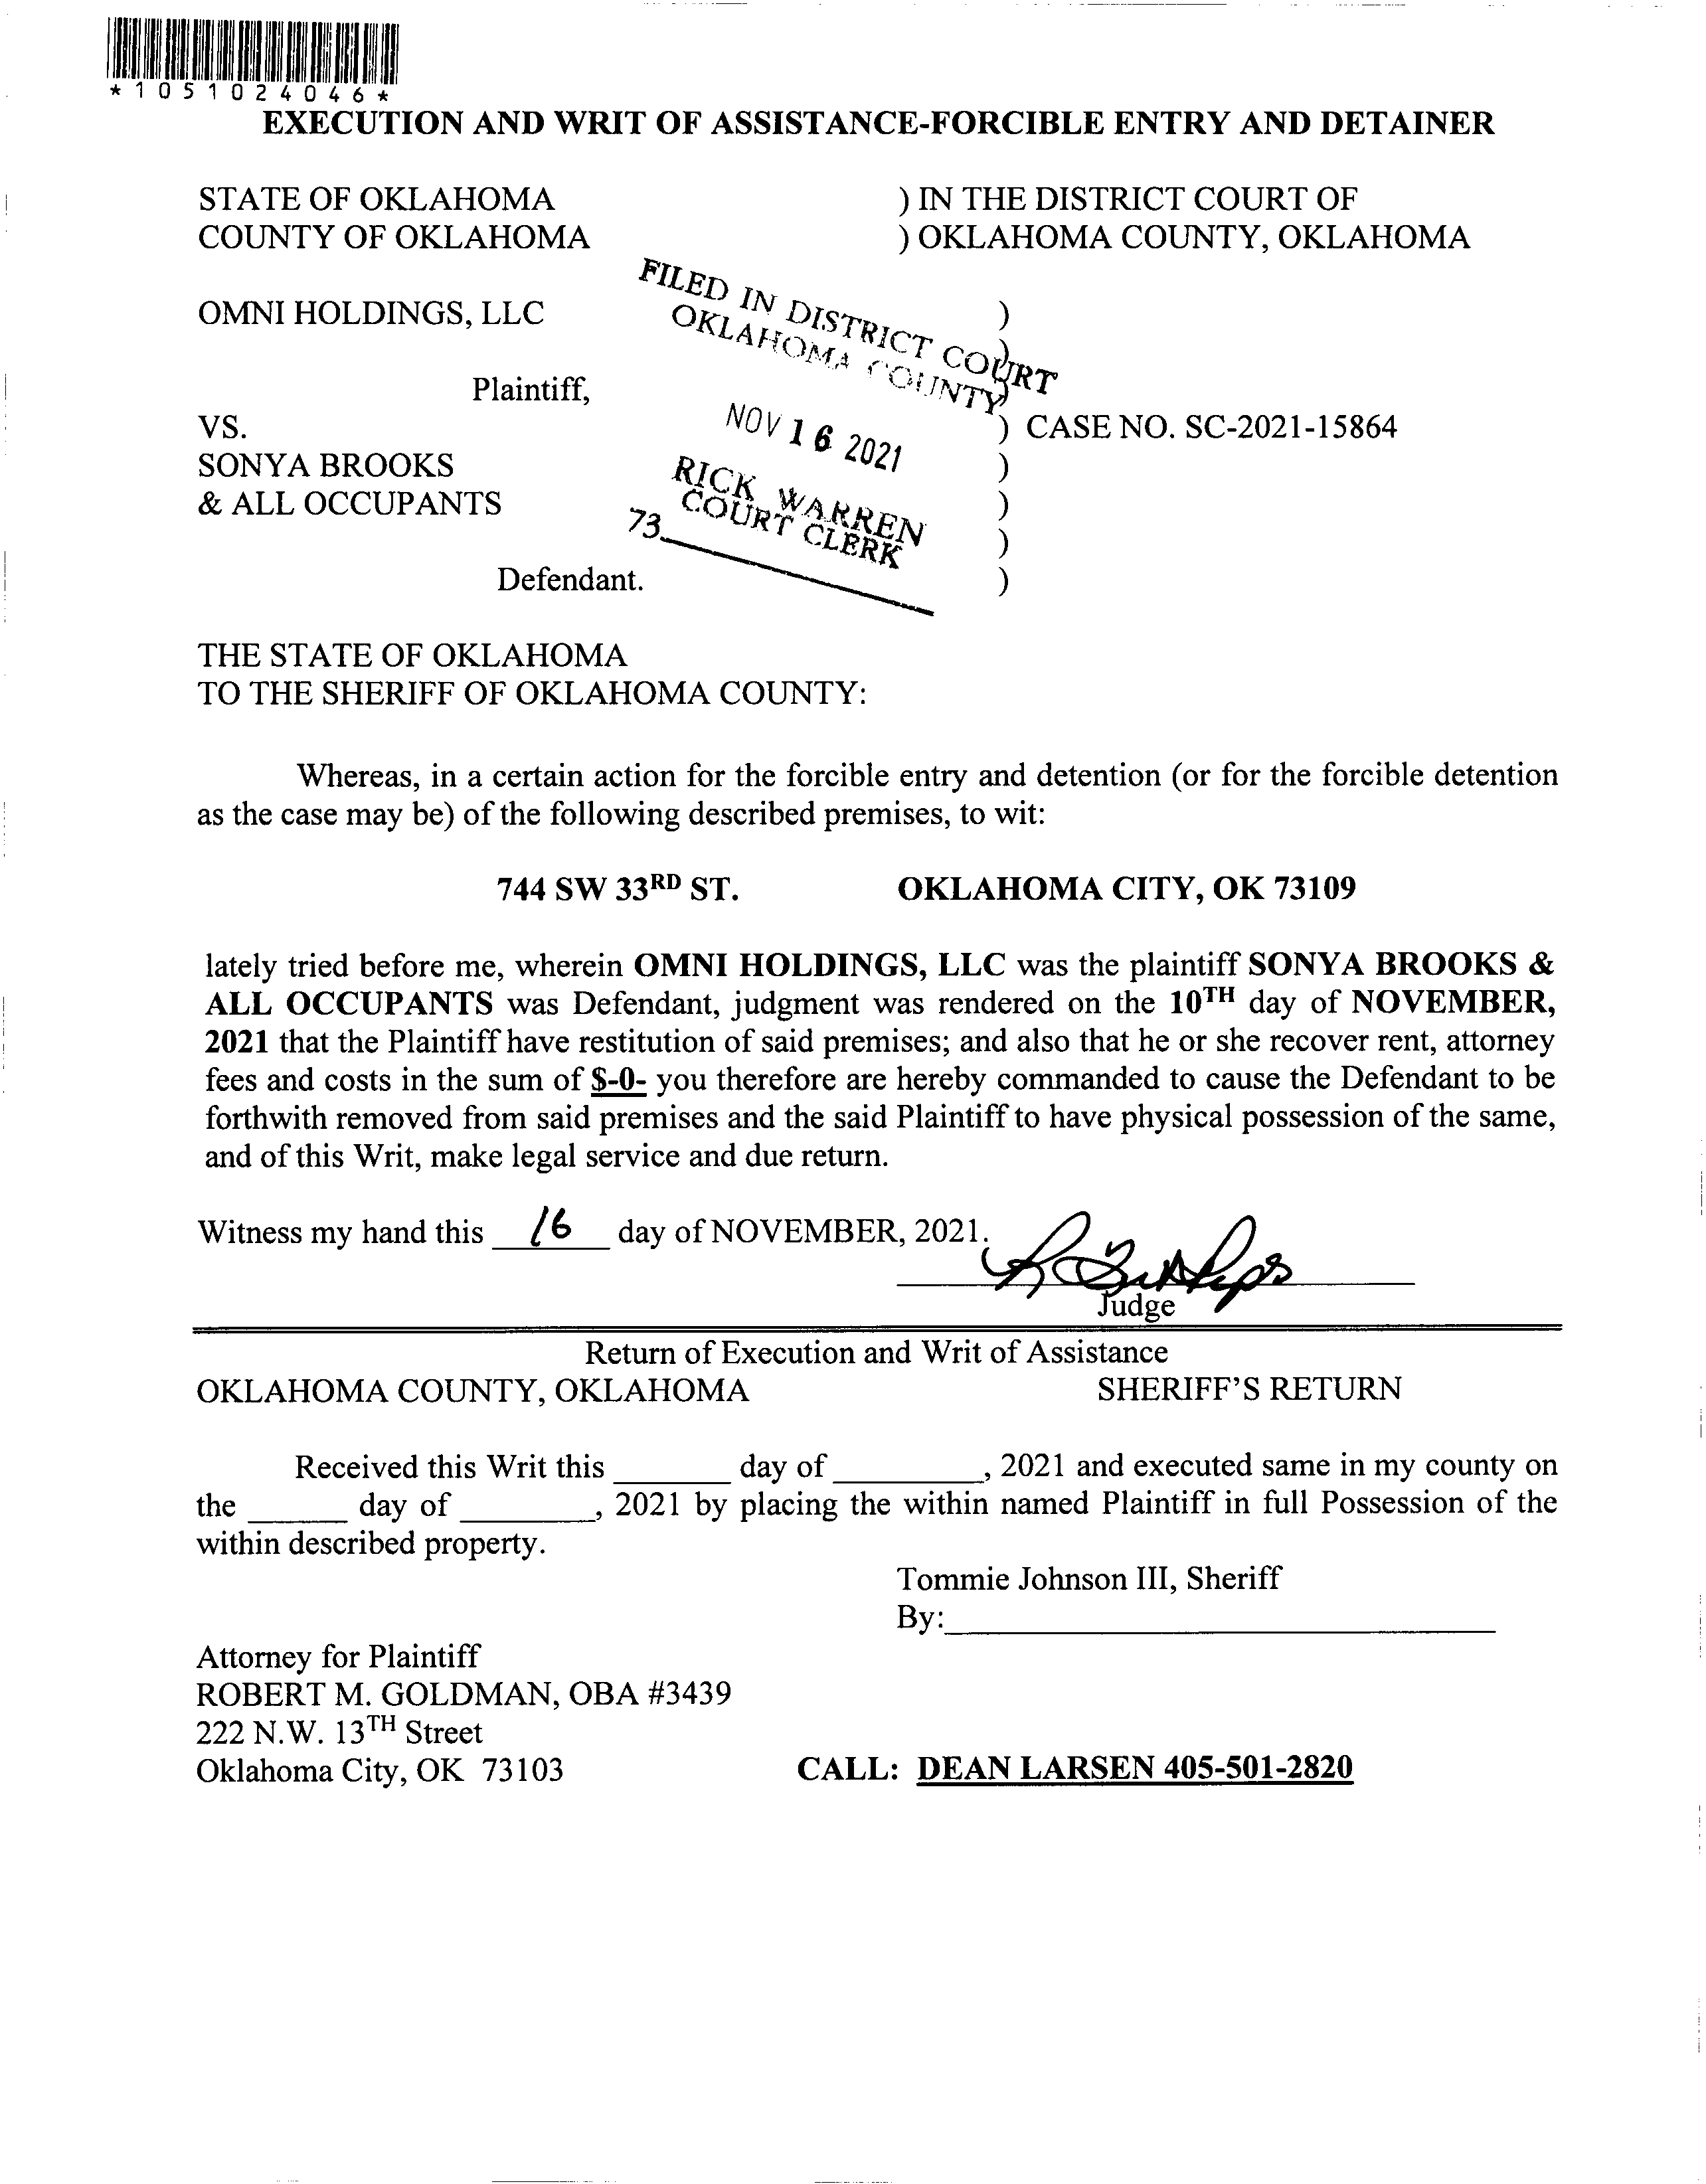 *1051024046*
EXECUTION AND WRIT OF ASSISTANCE-FORCIBLE ENTRY AND DETAINER
STATE OF OKLAHOMA ) IN THE DISTRICT COURT OF
COUNTY OF OKLAHOMA ) OKLAHOMA COUNTY, OKLAHOMA
FILED IN DISTRICT COURT
OKLAHOMA COUNTY
NOV 16 2021
RICK WARREN
COURT CLERK
73
OMNI HOLDINGS, LLC )
)
Plaintiff, )
VS. ) CASE NO. SC-2021-15864
SONYA BROOKS )
& ALL OCCUPANTS )
)
Defendant. )
THE STATE OF OKLAHOMA
TO THE SHERIFF OF OKLAHOMA COUNTY:
Whereas, in a certain action for the forcible entry and detention (or for the forcible detention
as the case may be) of the following described premises, to wit:
744 SW 33RD ST. OKLAHOMA CITY, OK 73109
lately tried before me, wherein OMNI HOLDINGS, LLC was the plaintiff SONYA BROOKS &
ALL OCCUPANTS was Defendant, judgment was rendered on the 10TH day of NOVEMBER,
2021 that the Plaintiff have restitution of said premises; and also that he or she recover rent, attorney
fees and costs in the sum of $-0- you therefore are hereby commanded to cause the Defendant to be
forthwith removed from said premises and the said Plaintiff to have physical possession of the same,
and of this Writ, make legal service and due return.
Witness my hand this 16 day of NOVEMBER, 2021.
Judge
Return of Execution and Writ of Assistance
OKLAHOMA COUNTY, OKLAHOMA SHERIFF'S RETURN
Received this Writ this _______ day of _________, 2021 and executed same in my county on
the ______ day of ________, 2021 by placing the within named Plaintiff in full Possession of the
within described property.
Tommie Johnson III, Sheriff
By:
Attorney for Plaintiff
ROBERT M. GOLDMAN, OBA #3439
222 N.W. 13TH Street
Oklahoma City, OK 73103 CALL: DEAN LARSEN 405-501-2820